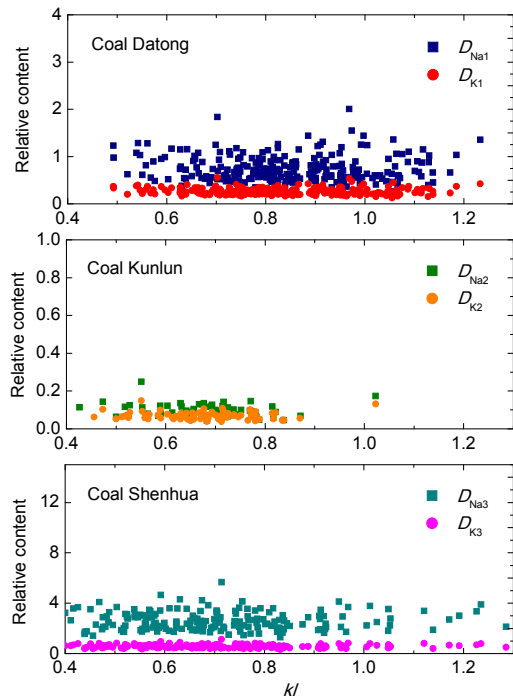 Coal Datong
D_Na1
D_K1
Relative content
4
3
2
1
0
0.4 0.6 0.8 1.0 1.2
Coal Kunlun
D_Na2
D_K2
Relative content
1.0
0.8
0.6
0.4
0.2
0.0
0.4 0.6 0.8 1.0 1.2
Coal Shenhua
D_Na3
D_K3
Relative content
12
8
4
0
0.4 0.6 0.8 1.0 1.2
kl